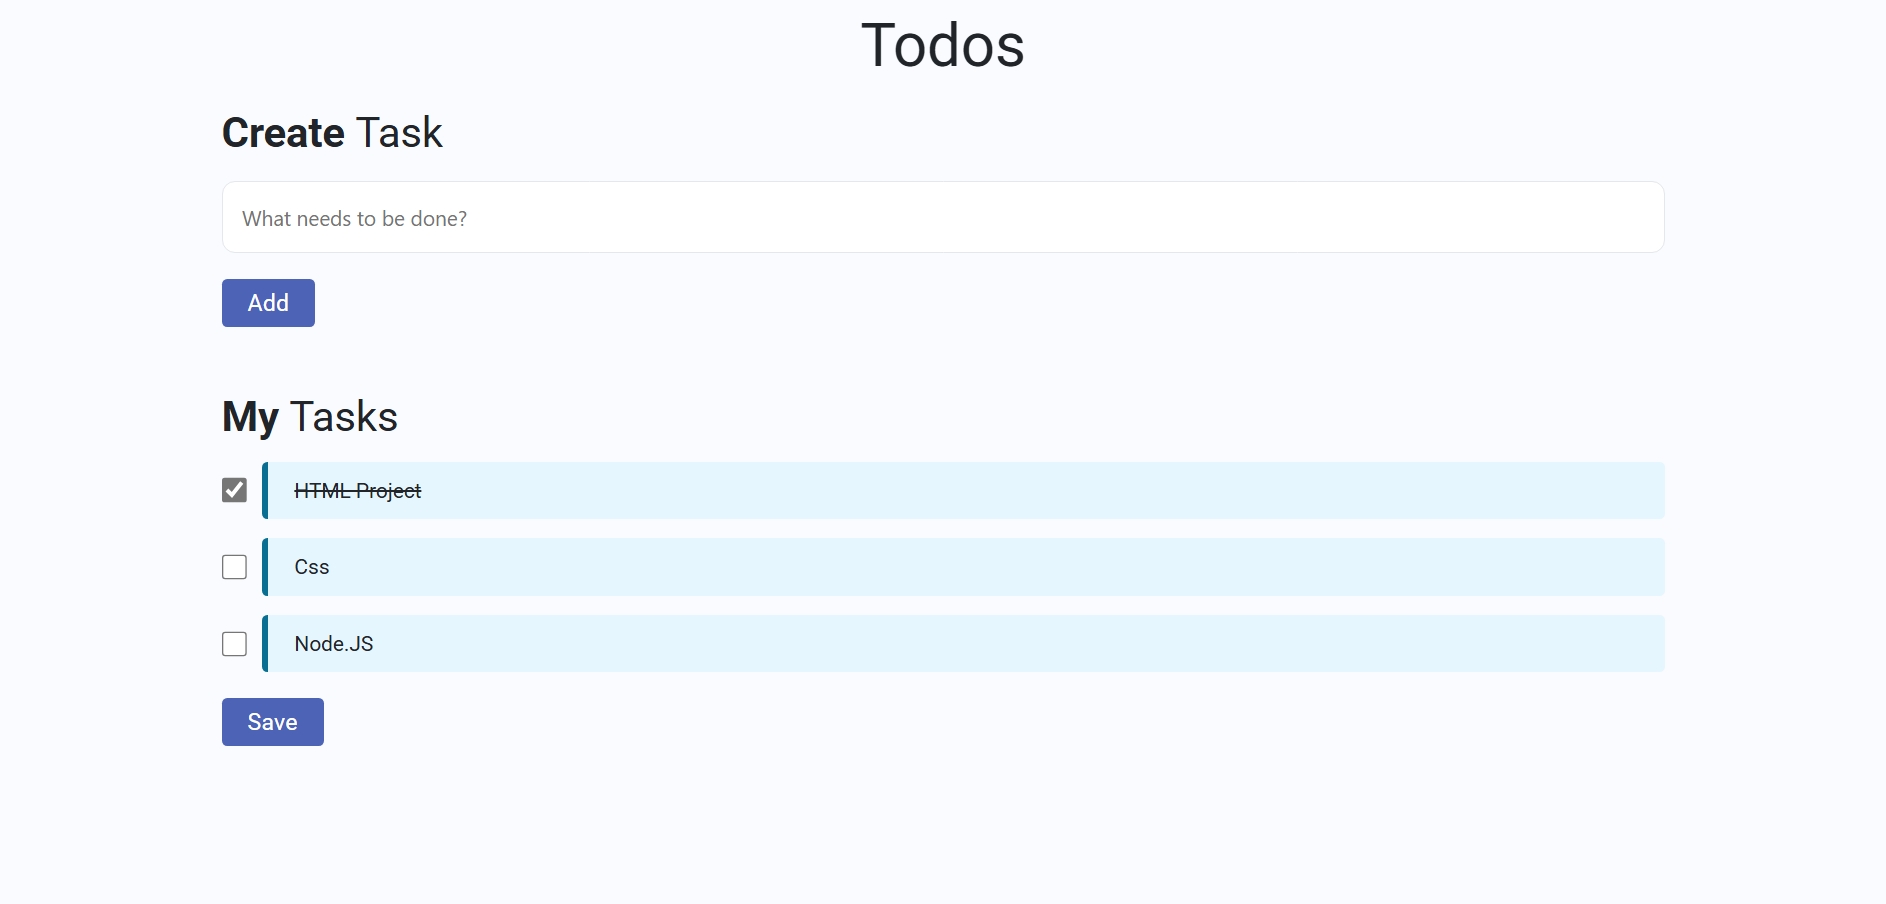 Todos
Create Task
What needs to be done?
Add
My Tasks
HTML Project
Css
Node.JS
Save